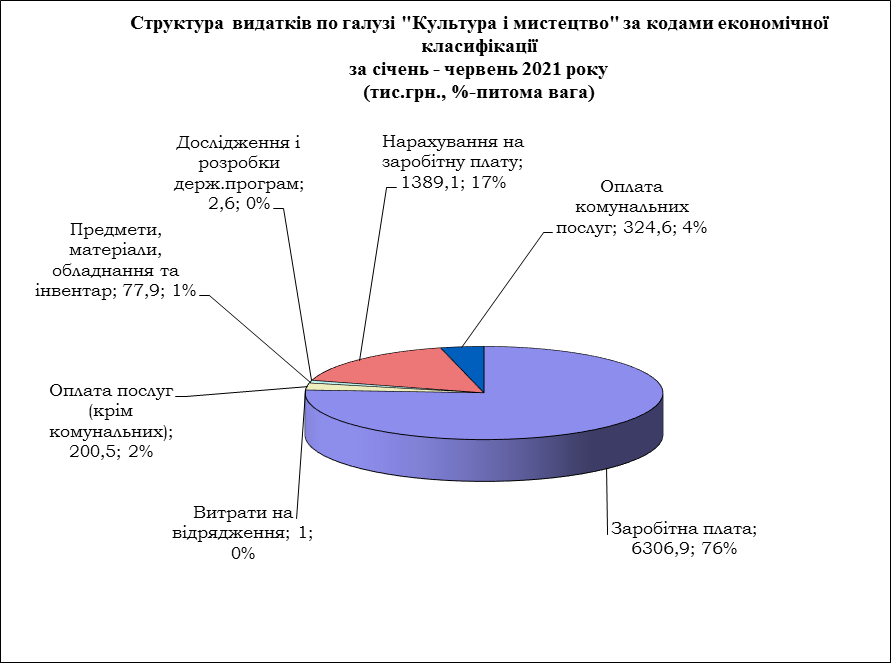 Структура видатків по галузі "Культура і мистецтво" за кодами економічної
класифікації
за січень - червень 2021 року
(тис.грн., %-питома вага)
Дослідження і
розробки
держ.програм;
2,6; 0%
Нарахування на
заробітну плату;
1389,1; 17%
Оплата
комунальних
послуг; 324,6; 4%
Предмети,
матеріали,
обладнання та
інвентар; 77,9; 1%
Оплата послуг
(крім
комунальних);
200,5; 2%
Витрати на
відрядження; 1;
0%
Заробітна плата;
6306,9; 76%